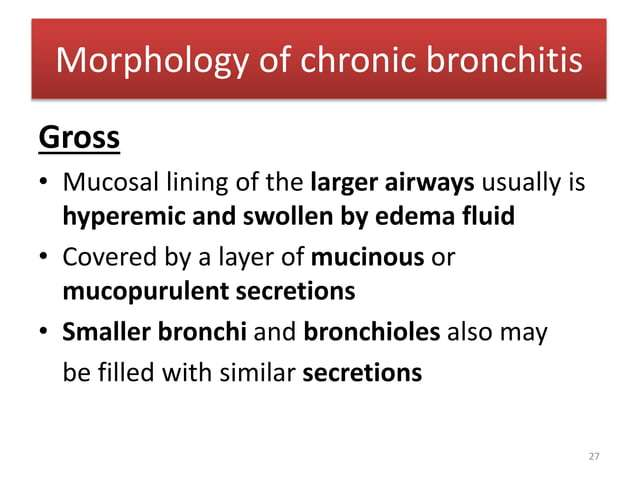 Morphology of chronic bronchitis
Gross
• Mucosal lining of the larger airways usually is
hyperemic and swollen by edema fluid
• Covered by a layer of mucinous or
mucopurulent secretions
• Smaller bronchi and bronchioles also may
be filled with similar secretions
27